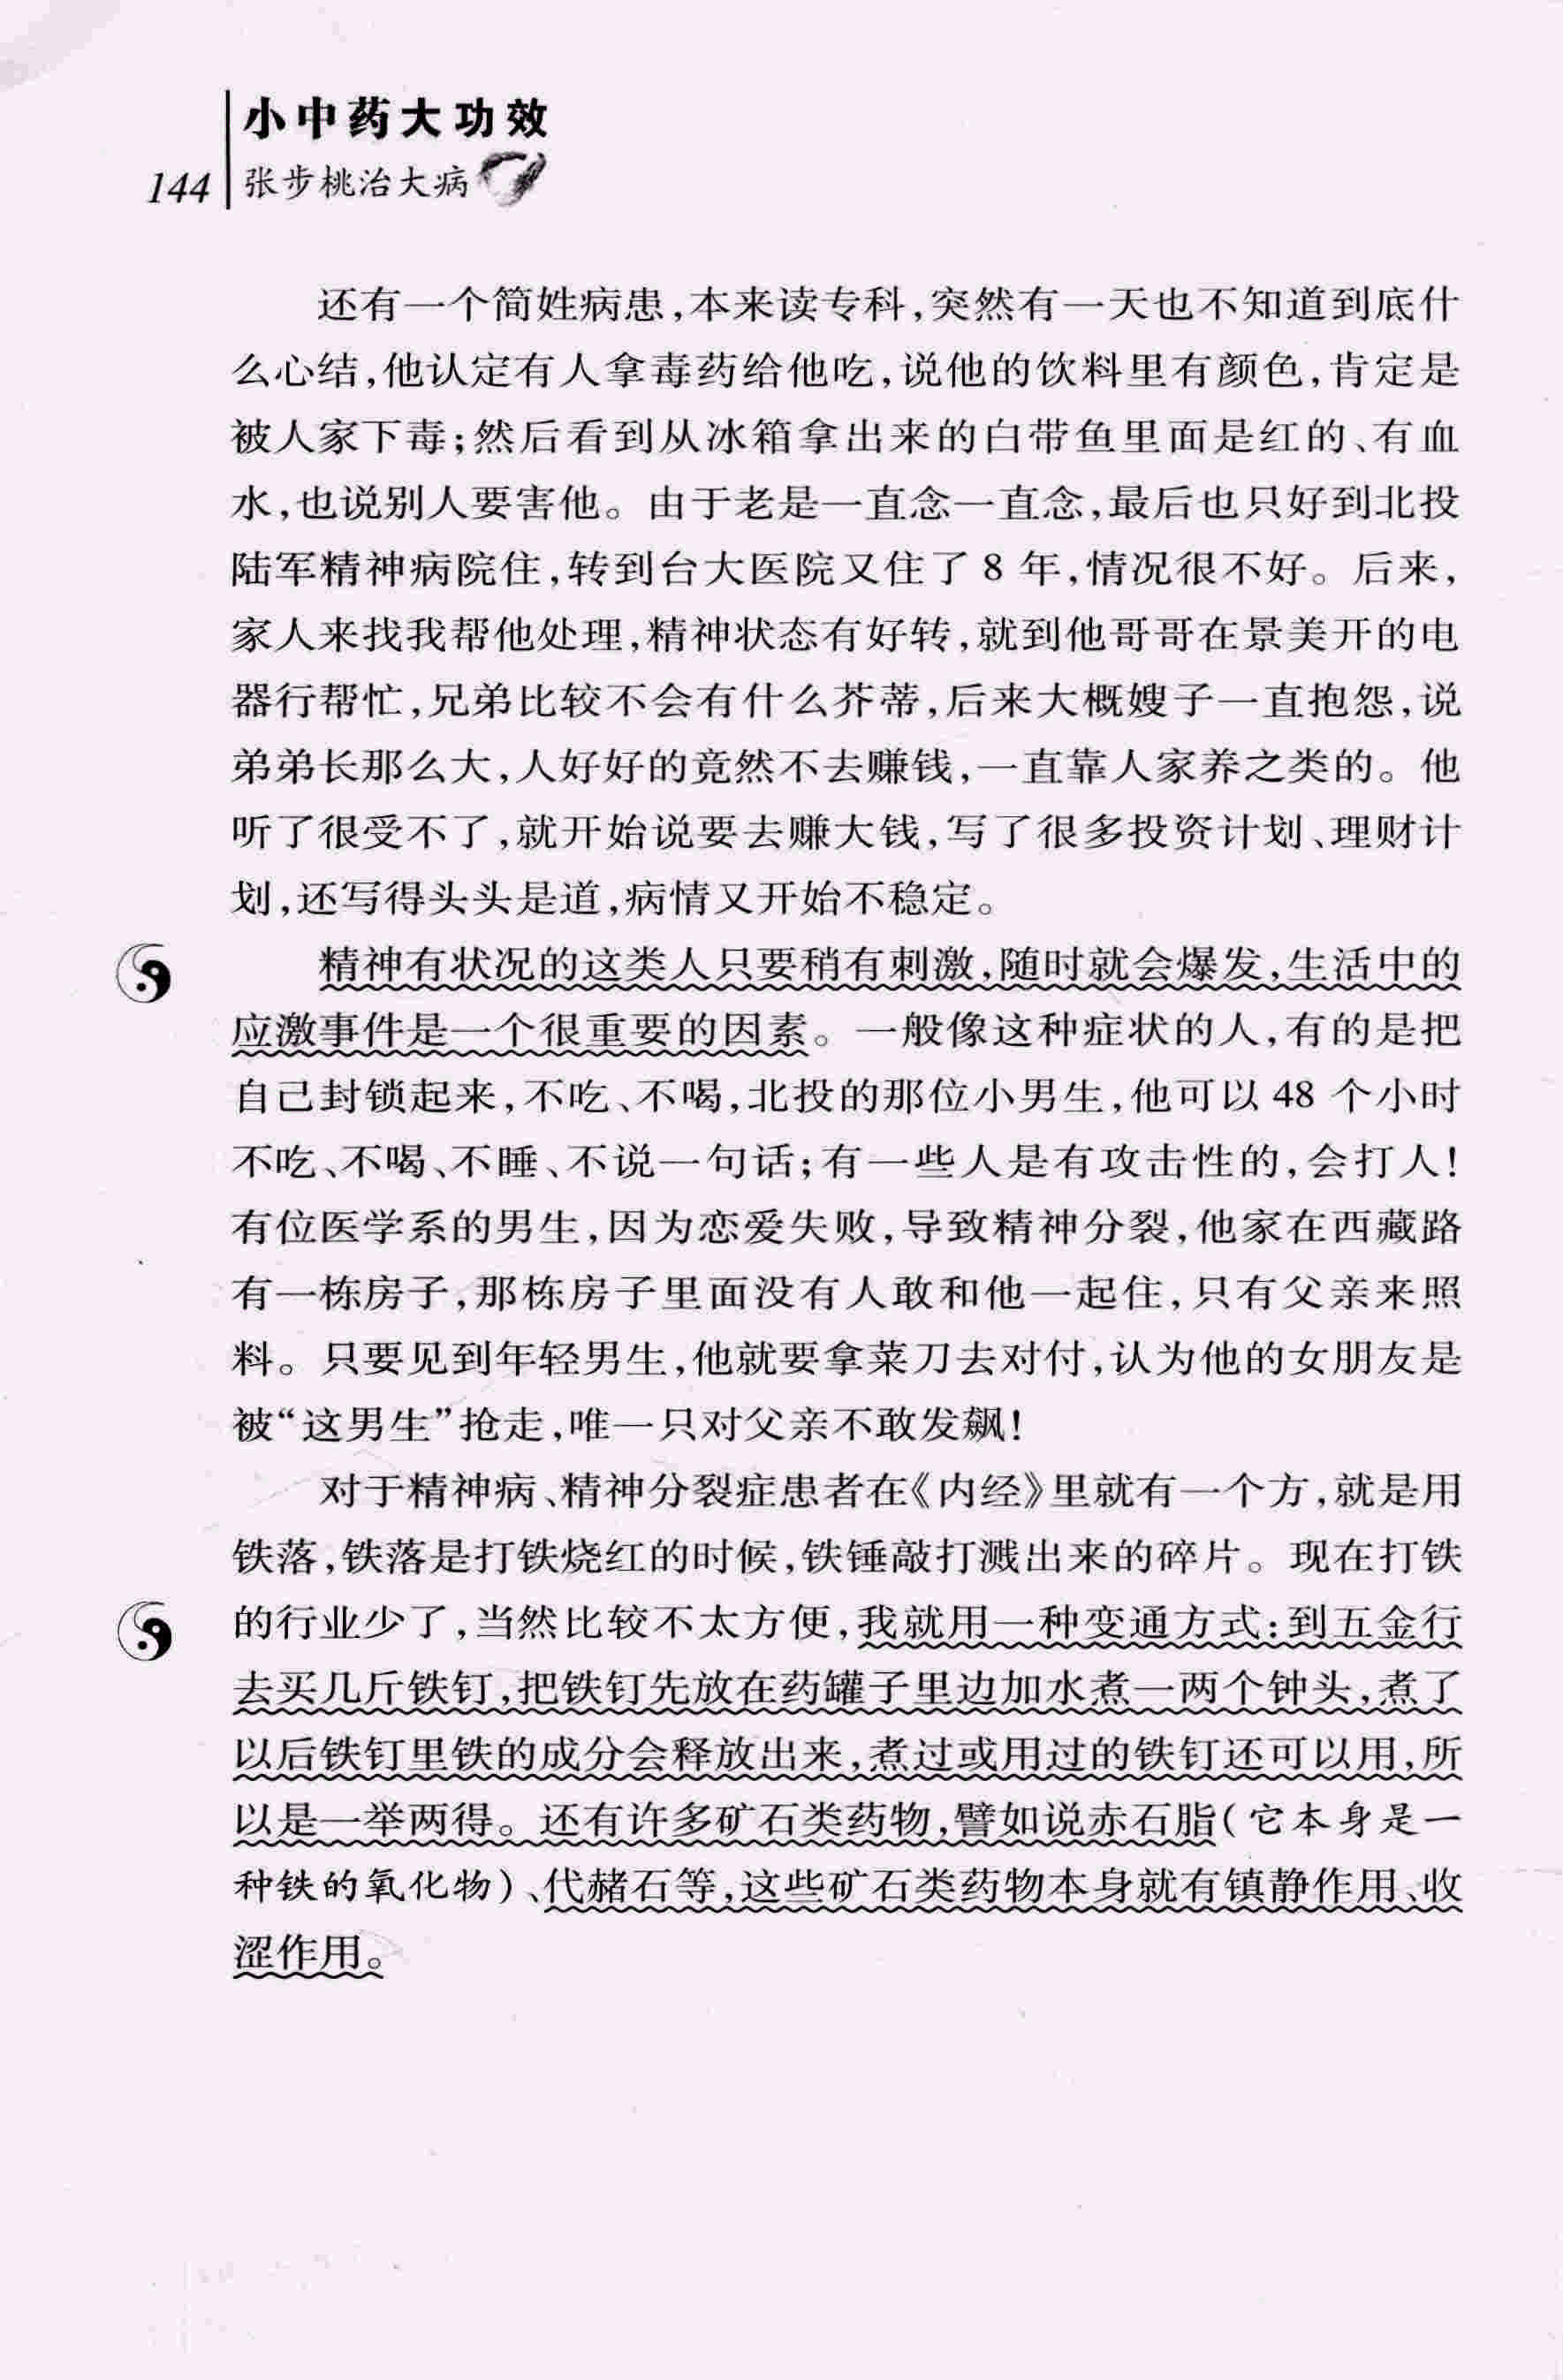 小中药大功效
144 张步桃治大病
还有一个简姓病患,本来读专科,突然有一天也不知道到底什
么心结,他认定有人拿毒药给他吃,说他的饮料里有颜色,肯定是
被人家下毒;然后看到从冰箱拿出来的白带鱼里面是红的、有血
水,也说别人要害他。由于老是一直念一直念,最后也只好到北投
陆军精神病院住,转到台大医院又住了 8 年,情况很不好。后来,
家人来找我帮他处理,精神状态有好转,就到他哥哥在景美开的电
器行帮忙,兄弟比较不会有什么芥蒂,后来大概嫂子一直抱怨,说
弟弟长那么大,人好好的竟然不去赚钱,一直靠人家养之类的。他
听了很受不了,就开始说要去赚大钱,写了很多投资计划、理财计
划,还写得头头是道,病情又开始不稳定。
精神有状况的这类人只要稍有刺激,随时就会爆发,生活中的
应激事件是一个很重要的因素。一般像这种症状的人,有的是把
自己封锁起来,不吃、不喝,北投的那位小男生,他可以 48 个小时
不吃、不喝、不睡、不说一句话;有一些人是有攻击性的,会打人!
有位医学系的男生,因为恋爱失败,导致精神分裂,他家在西藏路
有一栋房子,那栋房子里面没有人敢和他一起住,只有父亲来照
料。只要见到年轻男生,他就要拿菜刀去对付,认为他的女朋友是
被“这男生”抢走,唯一只对父亲不敢发飙!
对于精神病、精神分裂症患者在《内经》里就有一个方,就是用
铁落,铁落是打铁烧红的时候,铁锤敲打溅出来的碎片。现在打铁
的行业少了,当然比较不太方便,我就用一种变通方式:到五金行
去买几斤铁钉,把铁钉先放在药罐子里边加水煮一两个钟头,煮了
以后铁钉里铁的成分会释放出来,煮过或用过的铁钉还可以用,所
以是一举两得。还有许多矿石类药物,譬如说赤石脂(它本身是一
种铁的氧化物)、代赭石等,这些矿石类药物本身就有镇静作用、收
涩作用。